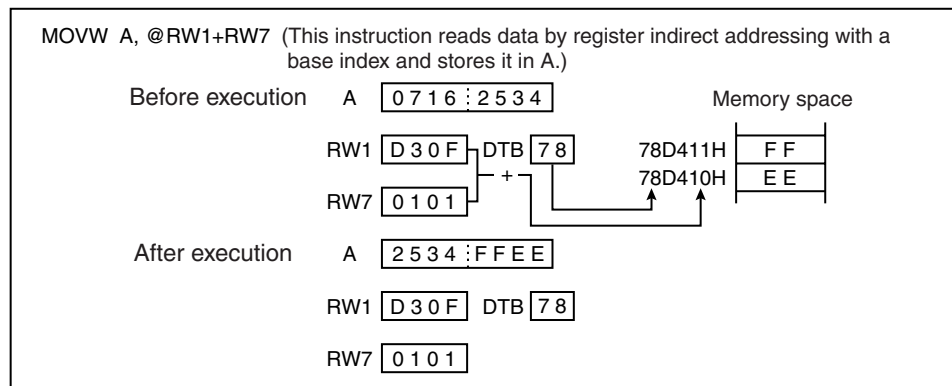 MOVW A, @RW1+RW7 (This instruction reads data by register indirect addressing with a
base index and stores it in A.)
Before execution A 0716 2534 Memory space
RW1 D30F DTB 78 78D411H FF
+ 78D410H EE
RW7 0101
After execution A 2534 FFEE
RW1 D30F DTB 78
RW7 0101